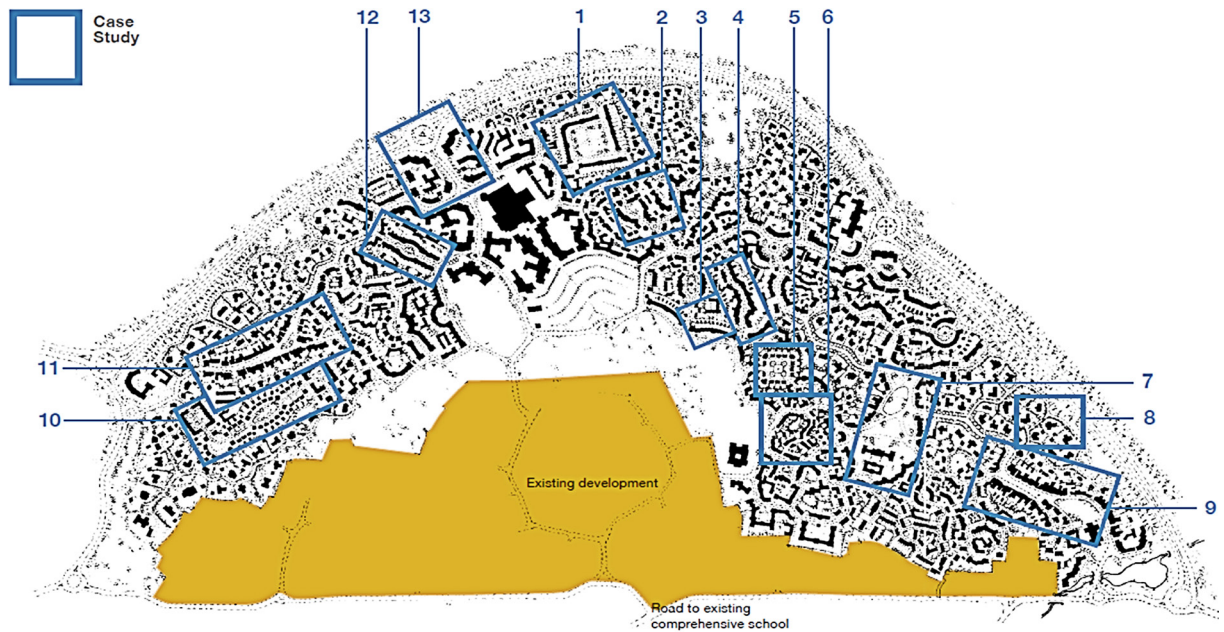 Case
Study
12
13
1
2
3
4
5
6
11
10
7
8
9
Existing development
Road to existing
comprehensive school